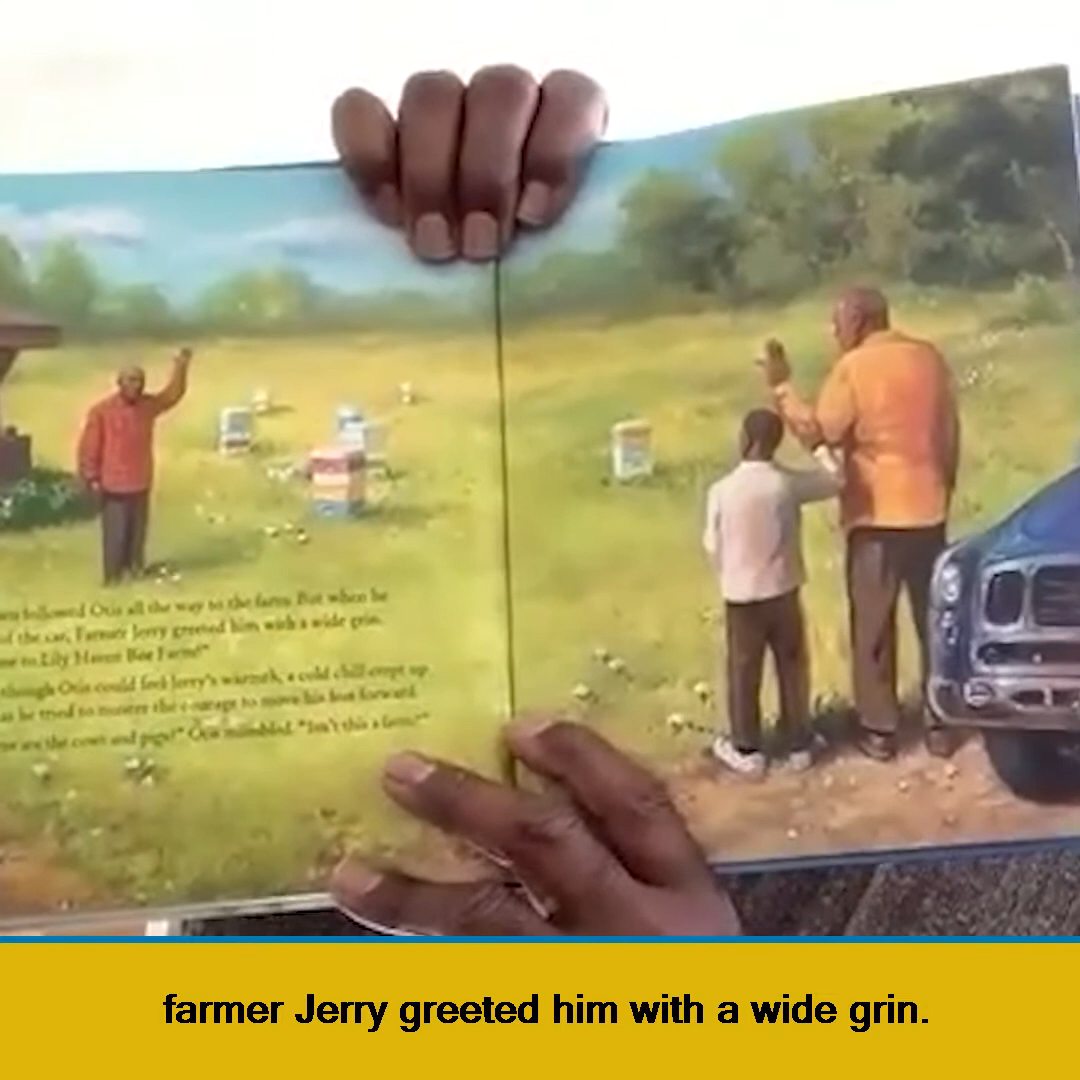 followed Otis all the way to the farm. But when he
of the car, Farmer Jerry greeted him with a wide grin.
to Lily Haven Bee Farm!"
though Otis could feel Jerry's warmth, a cold chill crept up
as he tried to muster the courage to move his feet forward.
are the cows and pigs?" Otis mumbled. "Isn't this a farm?"
farmer Jerry greeted him with a wide grin.